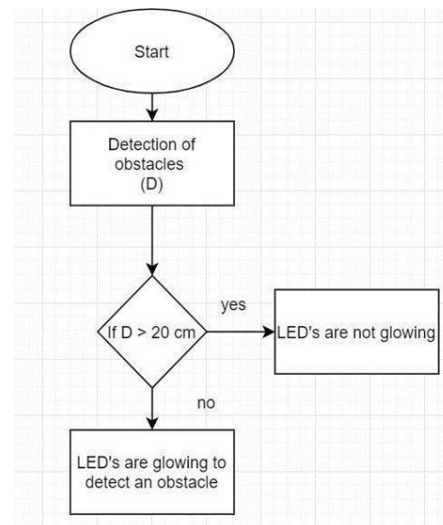 Start
Detection of
obstacles
(D)
If D > 20 cm
yes
LED's are not glowing
no
LED's are glowing to
detect an obstacle